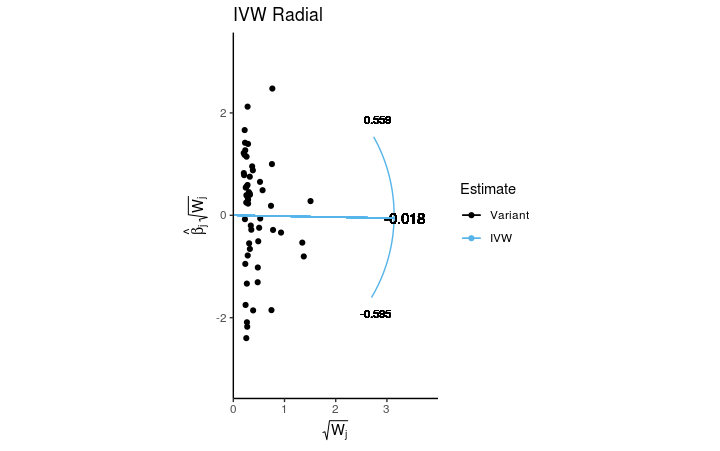 IVW Radial
β̂j√Wj
2
0
-2
0
1
2
3
√Wj
0.559
-0.018
-0.595
Estimate
Variant
IVW